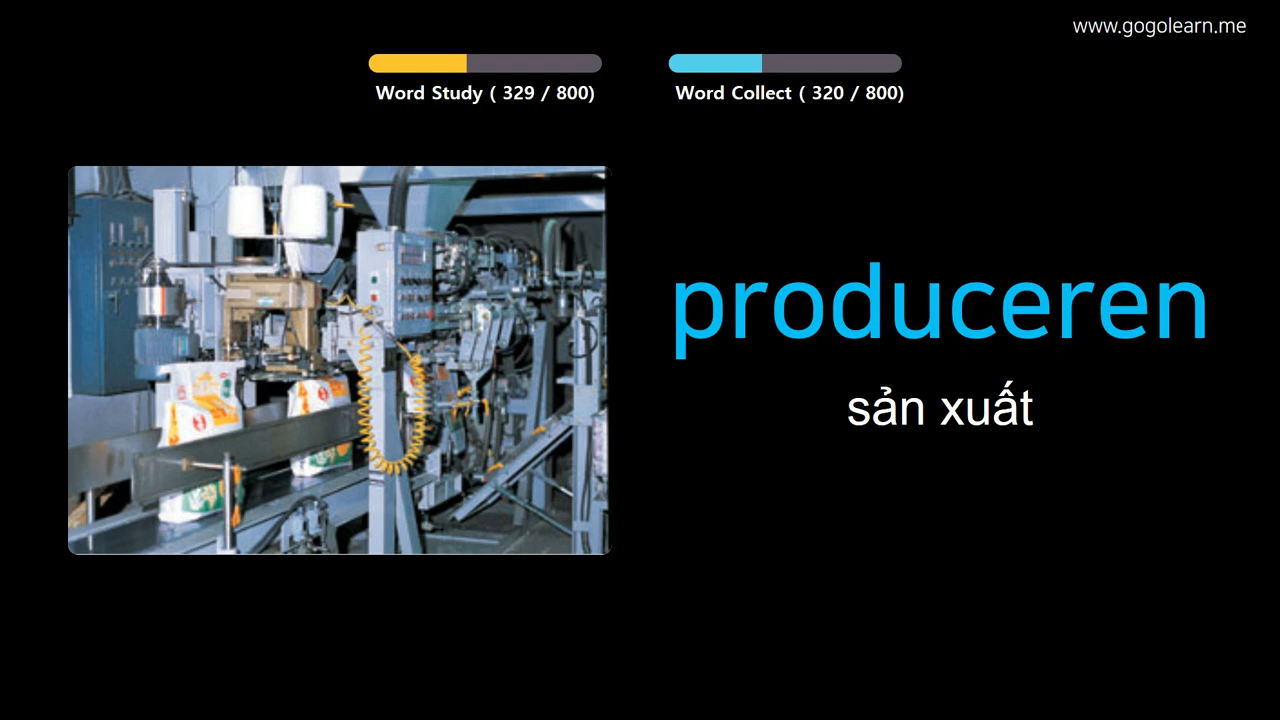 www.gogolearn.me
Word Study ( 329 / 800)
Word Collect ( 320 / 800)
produceren
sản xuất